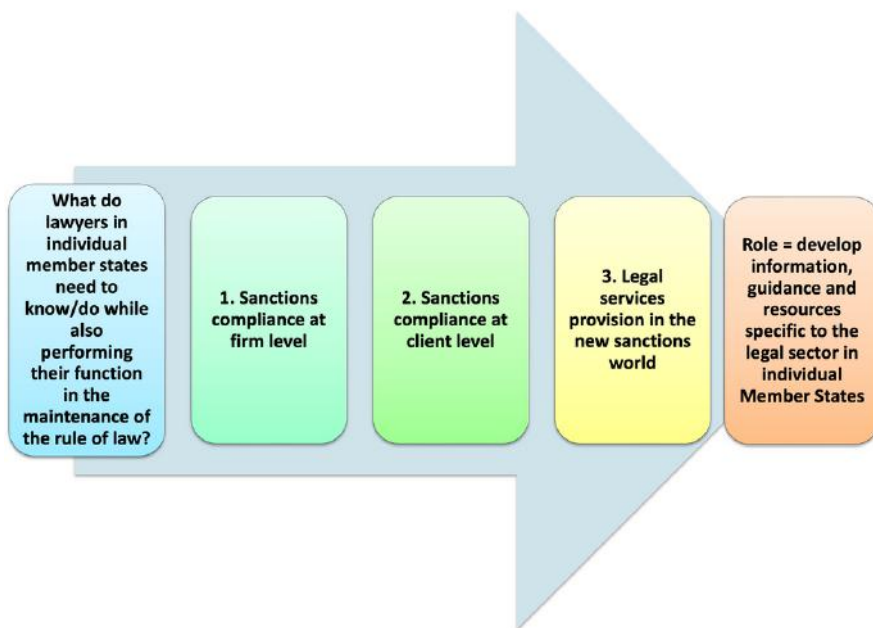 What do
lawyers in
individual
member states
need to
know/do while
also
performing
their function
in the
maintenance of
the rule of law?
1. Sanctions
compliance at
firm level
2. Sanctions
compliance at
client level
3. Legal
services
provision in the
new sanctions
world
Role = develop
information,
guidance and
resources
specific to the
legal sector in
individual
Member States